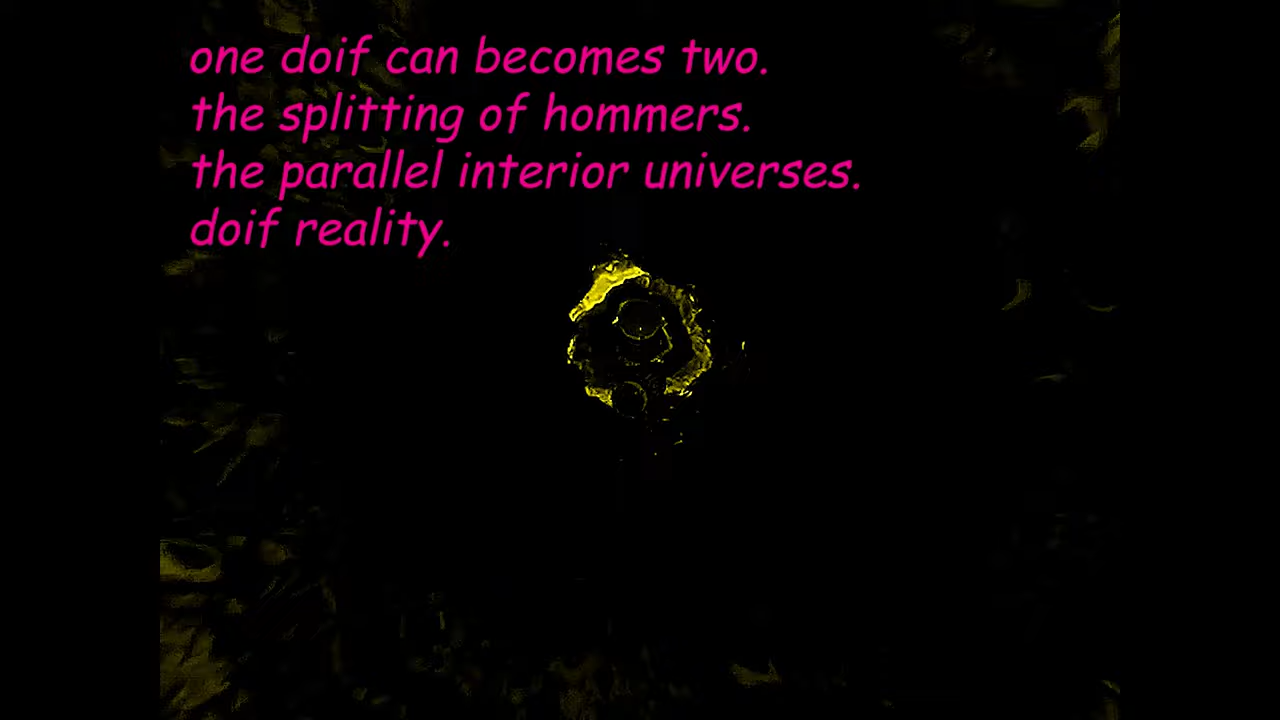 one doif can becomes two.
the splitting of hommers.
the parallel interior universes.
doif reality.